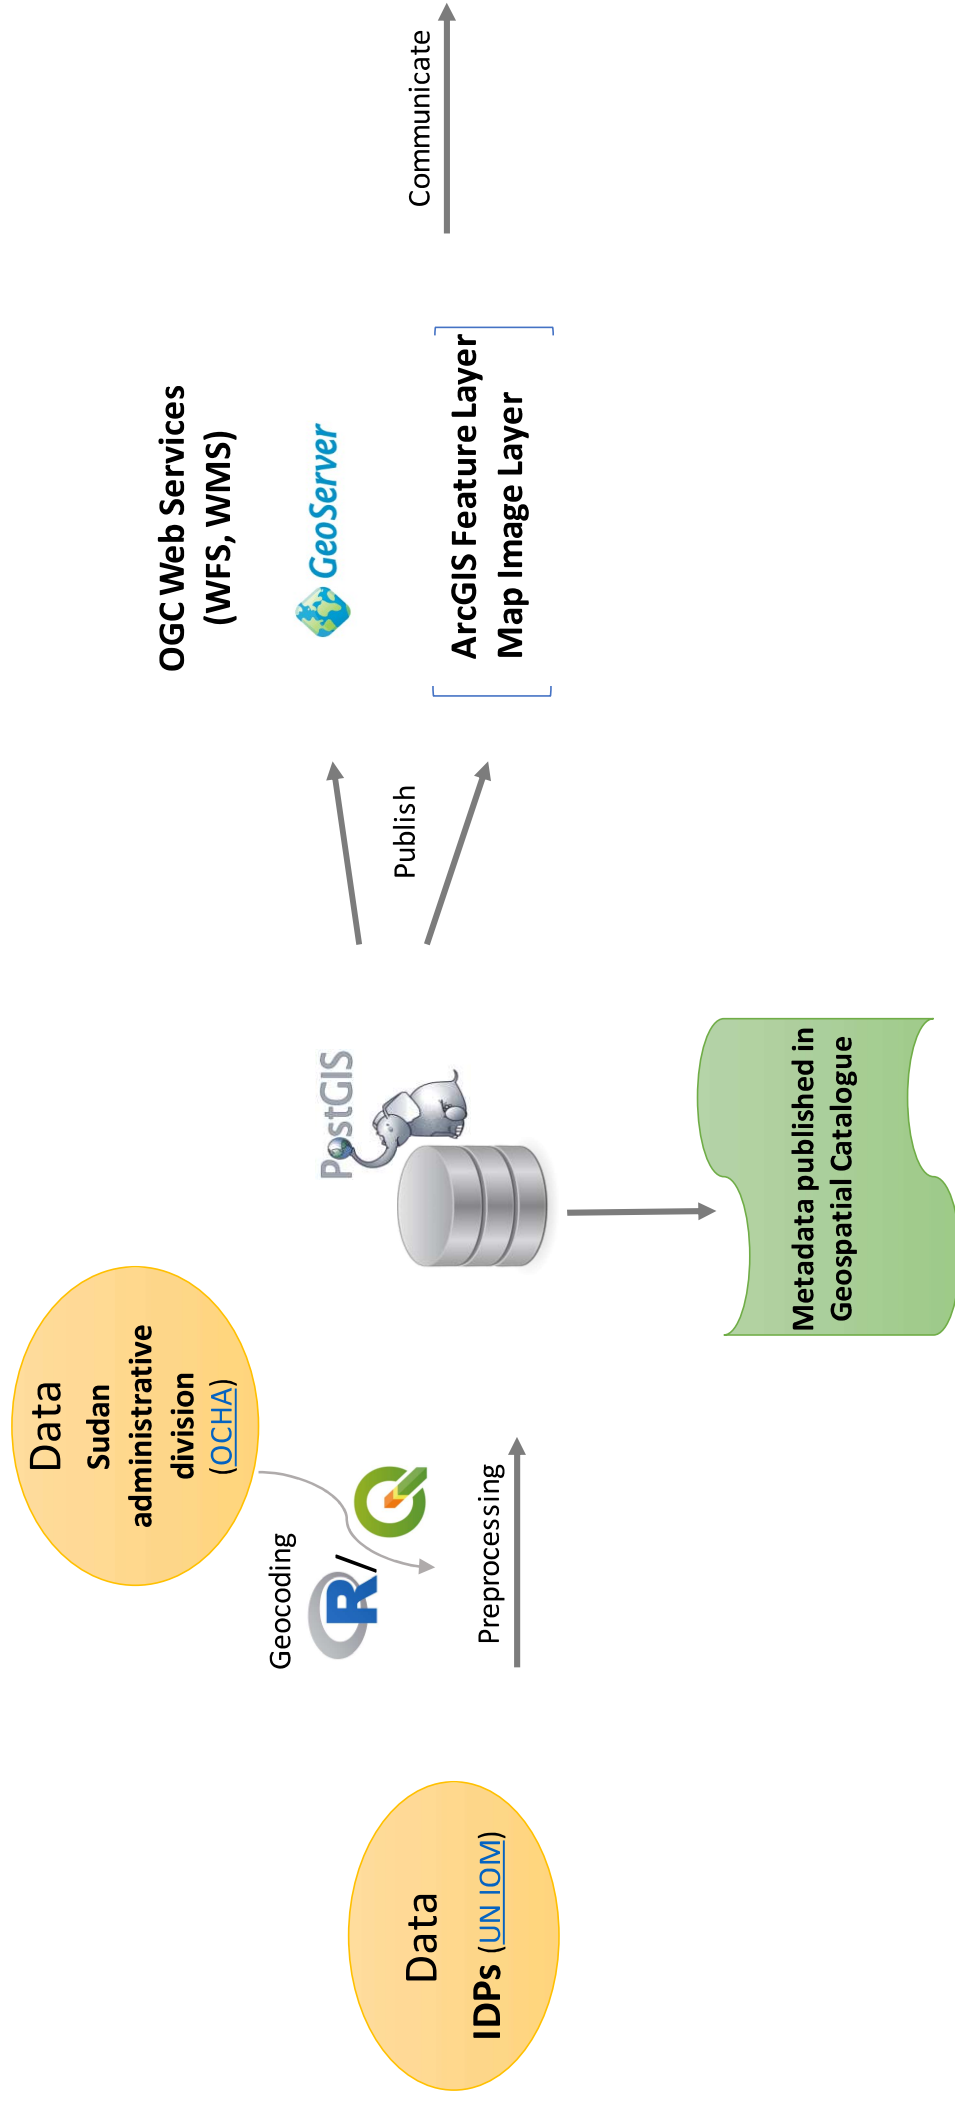 Data
IDPs (UN IOM)
Data
Sudan
administrative
division
(OCHA)
Geocoding
R
/
Preprocessing
PostGIS
Metadata published in
Geospatial Catalogue
Publish
OGC Web Services
(WFS, WMS)
GeoServer
ArcGIS Feature Layer
Map Image Layer
Communicate